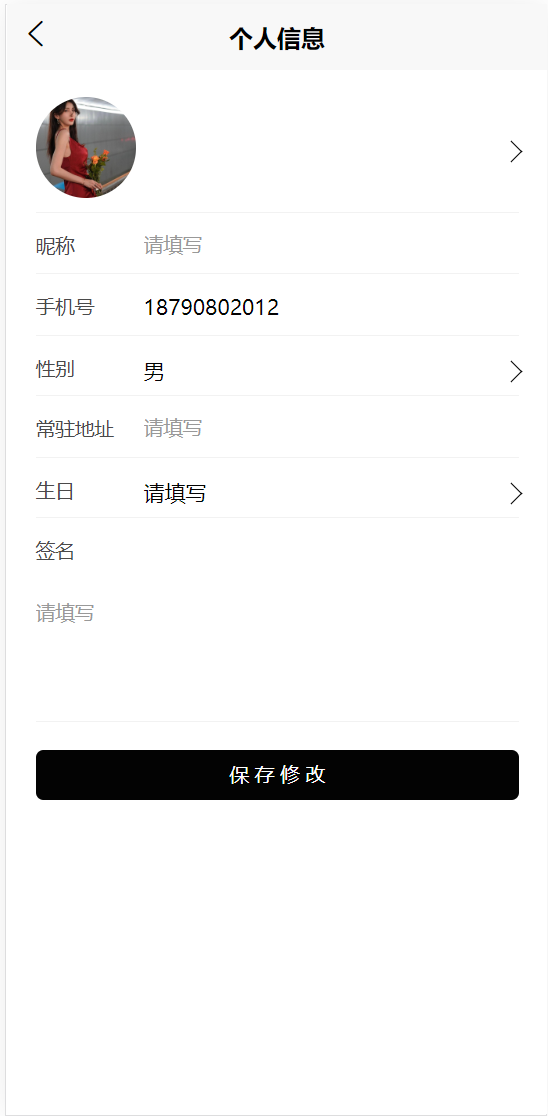 个人信息
昵称 请填写
手机号 18790802012
性别 男
常驻地址 请填写
生日 请填写
签名
请填写
保存修改